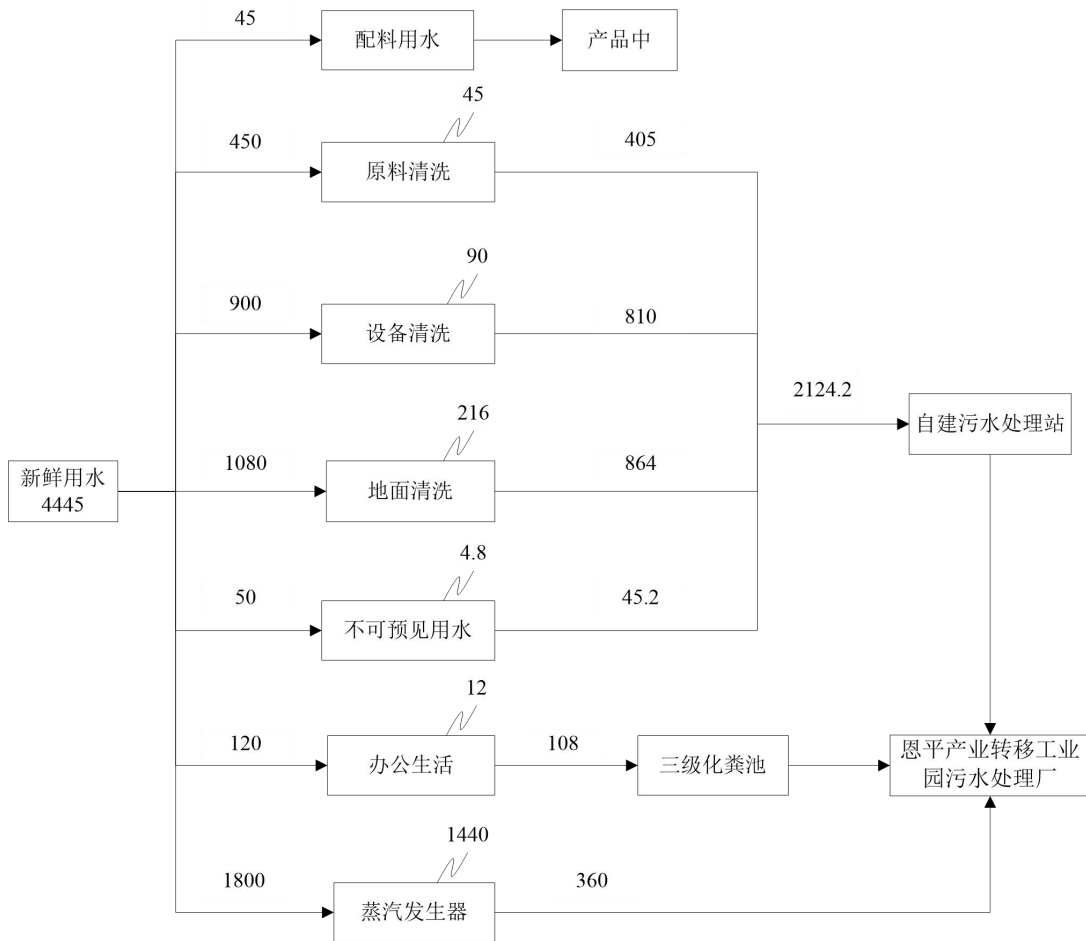 45
配料用水
产品中
45
450
原料清洗
405
90
900
设备清洗
810
2124.2
自建污水处理站
216
1080
地面清洗
864
新鲜用水
4445
4.8
50
不可预见用水
45.2
12
120
办公生活
108
三级化粪池
恩平产业转移工业
园污水处理厂
1440
1800
蒸汽发生器
360